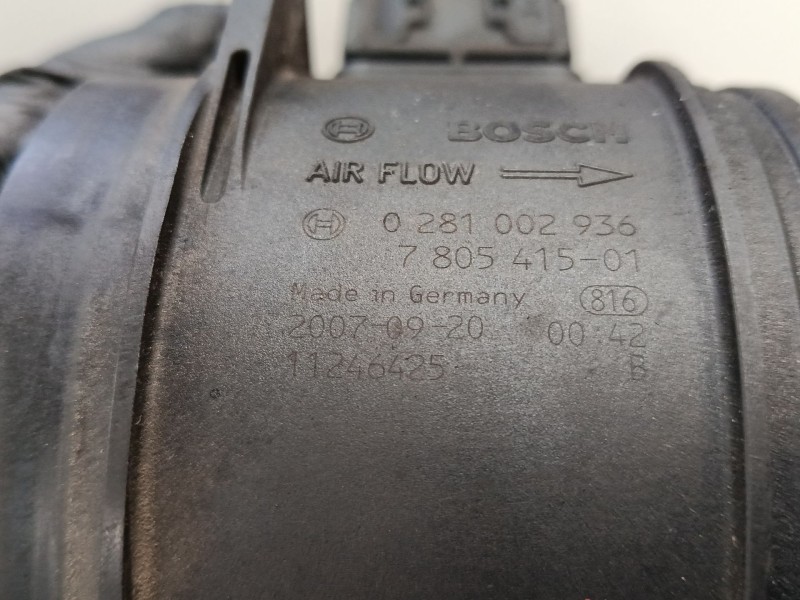 BOSCH
AIR FLOW
0 281 002 936
7 805 415-01
Made in Germany 816
2007-09-20 00:42
11246425 B